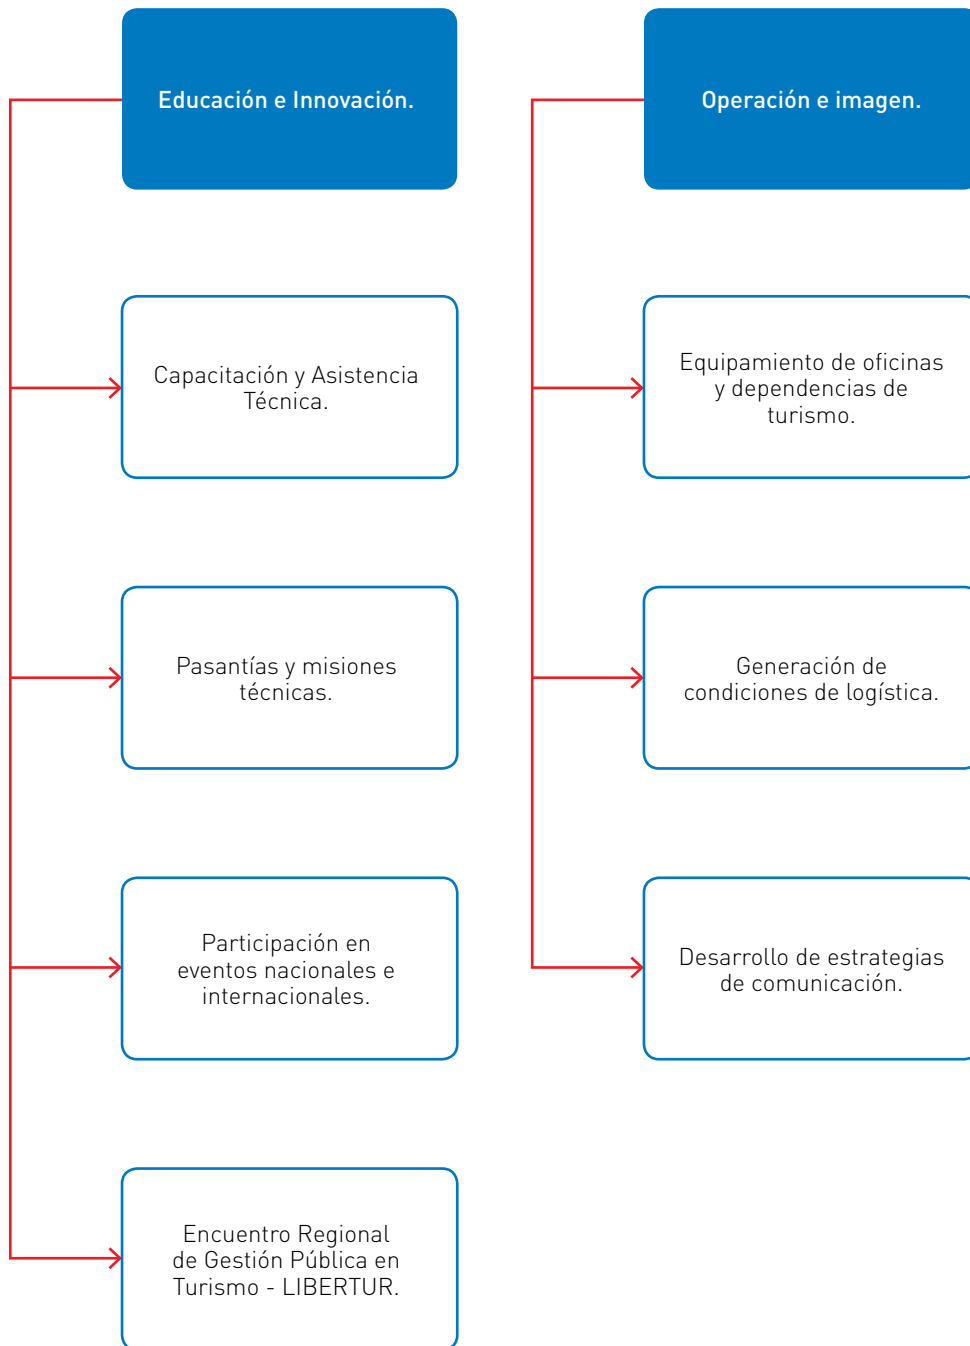 Educación e Innovación.
Capacitación y Asistencia
Técnica.
Pasantías y misiones
técnicas.
Participación en
eventos nacionales e
internacionales.
Encuentro Regional
de Gestión Pública en
Turismo - LIBERTUR.
Operación e imagen.
Equipamiento de oficinas
y dependencias de
turismo.
Generación de
condiciones de logística.
Desarrollo de estrategias
de comunicación.